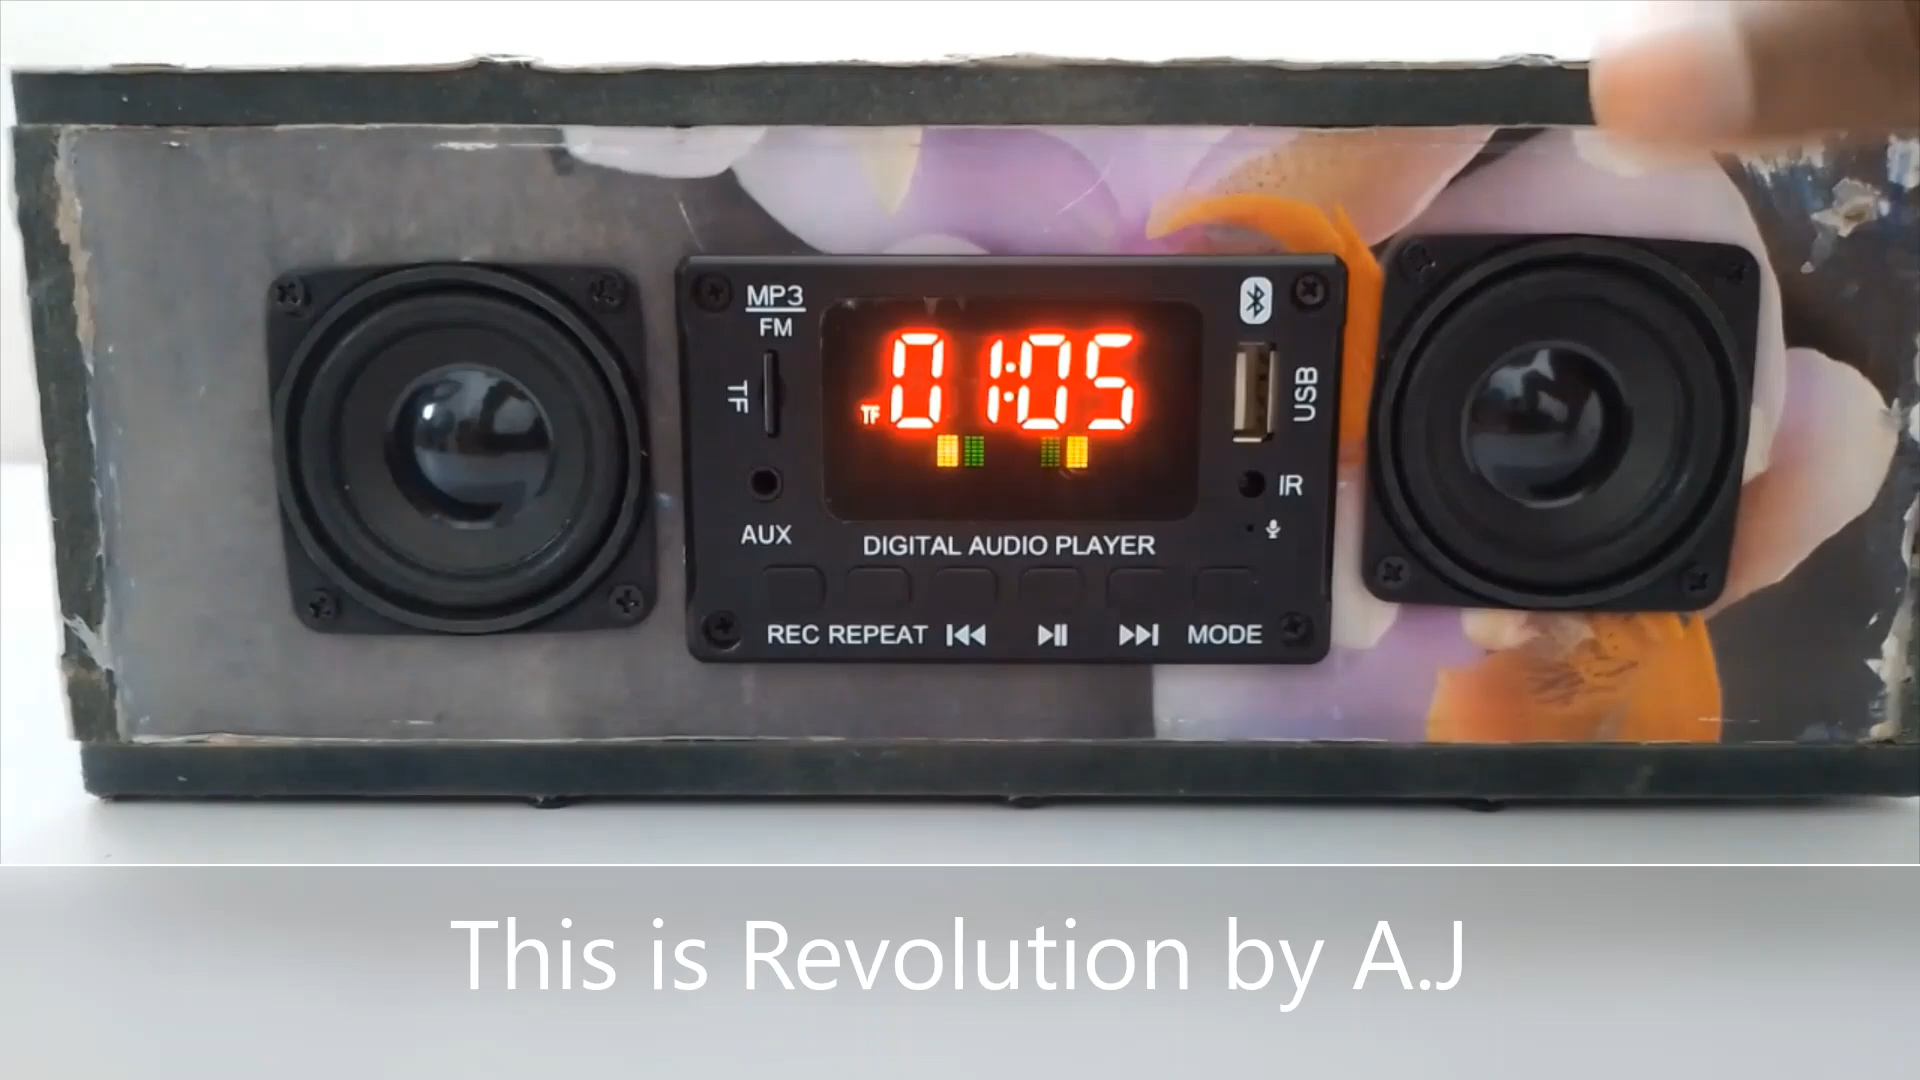 MP3
FM
TF
AUX
TF 01:05
USB
IR
DIGITAL AUDIO PLAYER
REC REPEAT MODE
This is Revolution by A.J